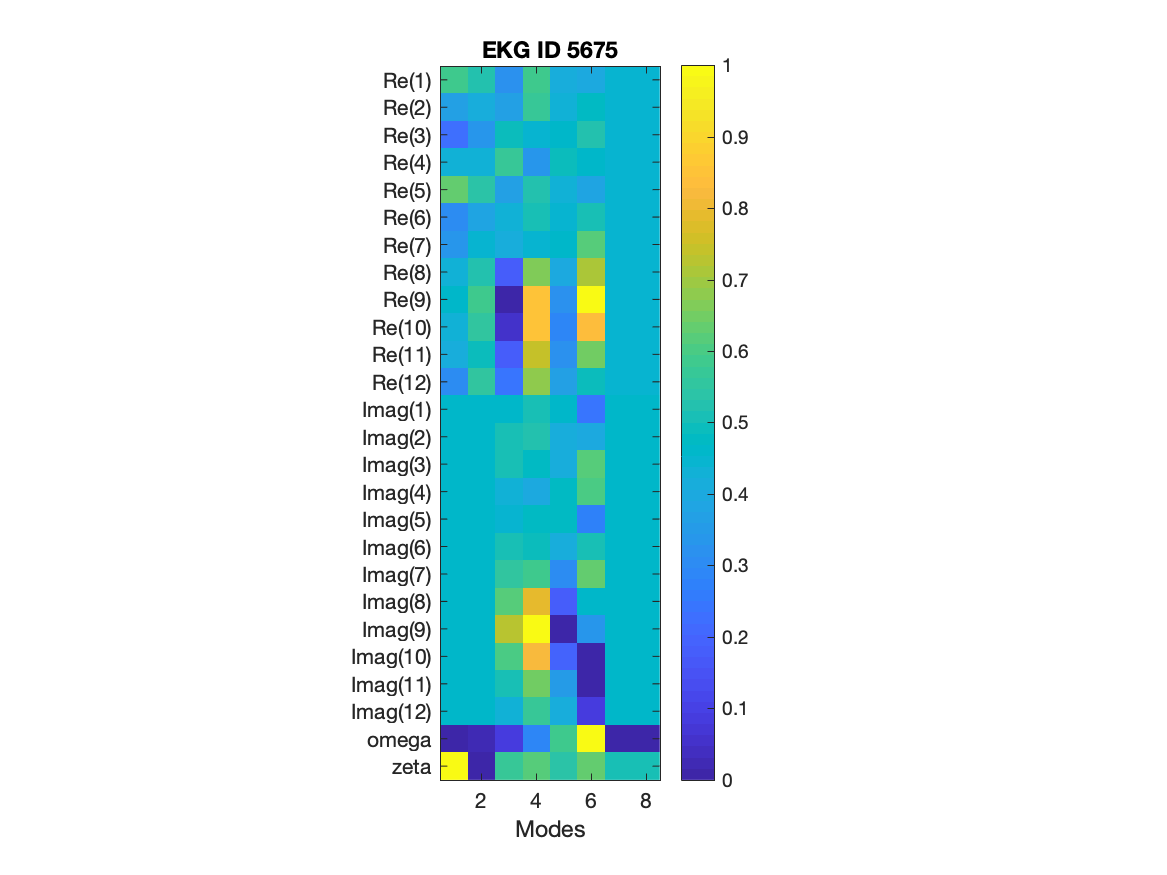 EKG ID 5675
Re(1)
Re(2)
Re(3)
Re(4)
Re(5)
Re(6)
Re(7)
Re(8)
Re(9)
Re(10)
Re(11)
Re(12)
Imag(1)
Imag(2)
Imag(3)
Imag(4)
Imag(5)
Imag(6)
Imag(7)
Imag(8)
Imag(9)
Imag(10)
Imag(11)
Imag(12)
omega
zeta
2 4 6 8
Modes
1
0.9
0.8
0.7
0.6
0.5
0.4
0.3
0.2
0.1
0